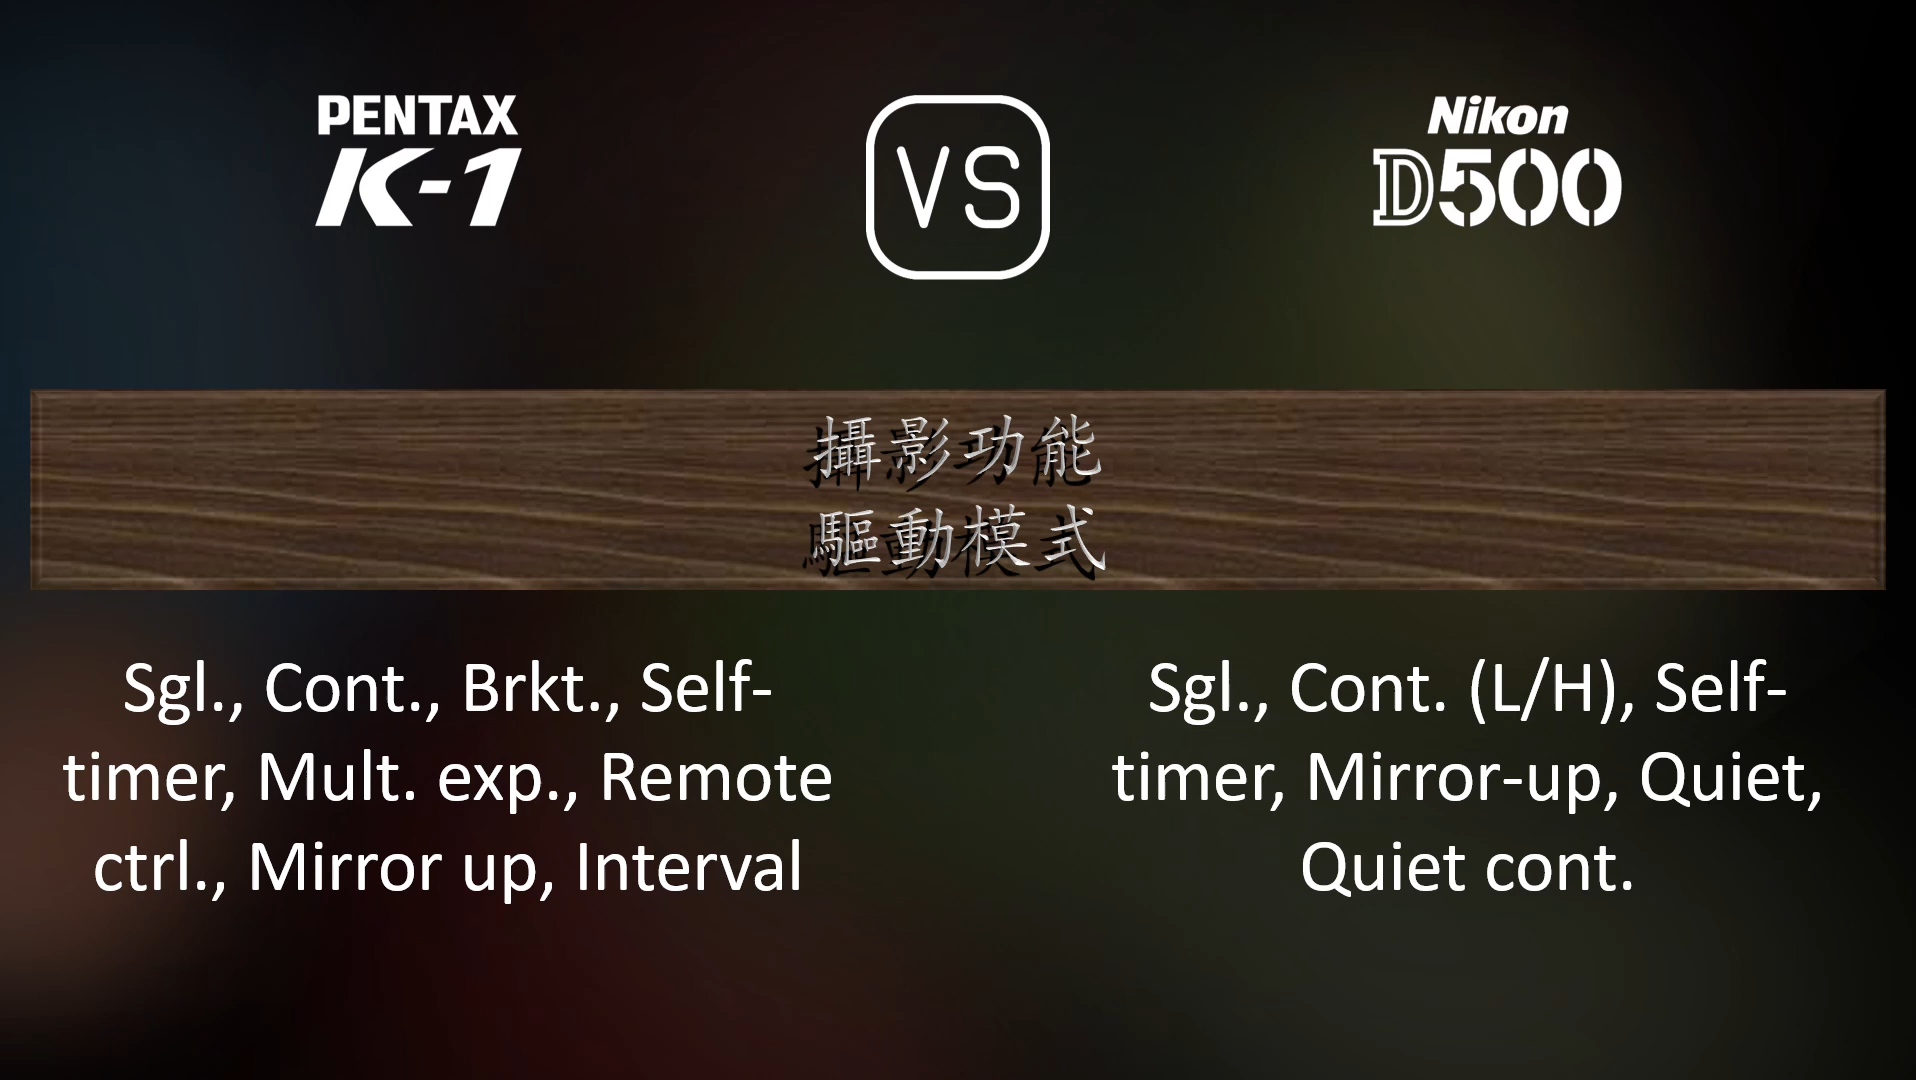 PENTAX
K-1
VS
Nikon
D500
攝影功能
驅動模式
Sgl., Cont., Brkt., Self-
timer, Mult. exp., Remote
ctrl., Mirror up, Interval
Sgl., Cont. (L/H), Self-
timer, Mirror-up, Quiet,
Quiet cont.